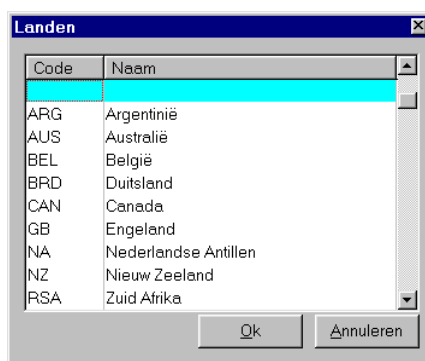 Landen
Code Naam
ARG Argentinië
AUS Australië
BEL België
BRD Duitsland
CAN Canada
GB Engeland
NA Nederlandse Antillen
NZ Nieuw Zeeland
RSA Zuid Afrika
Ok Annuleren